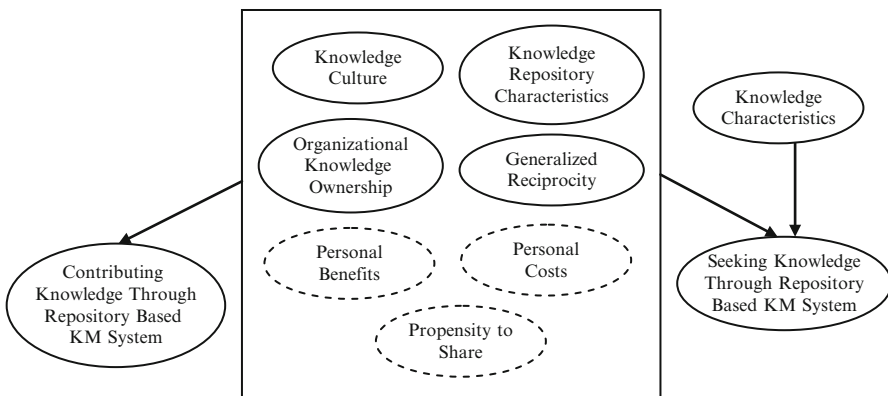 Knowledge
Culture
Knowledge
Repository
Characteristics
Knowledge
Characteristics
Organizational
Knowledge
Ownership
Generalized
Reciprocity
Personal
Benefits
Personal
Costs
Contributing
Knowledge Through
Repository Based
KM System
Seeking Knowledge
Through Repository
Based KM System
Propensity to
Share